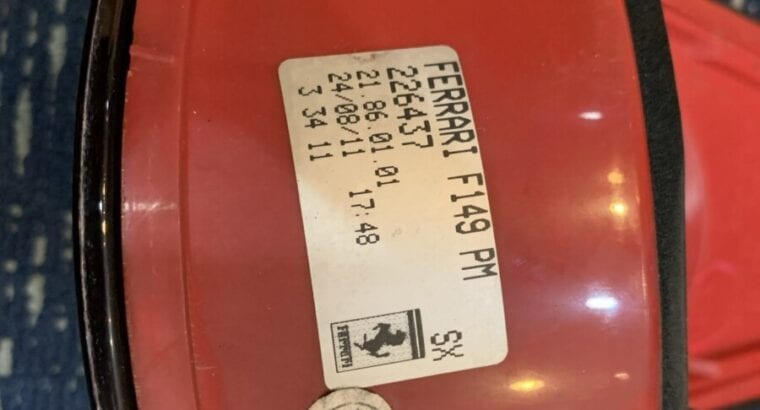 FERRARI F149 PM
226437 SX
21.86.01.01
24/08/11 17:48
3 34 11
FERRARI